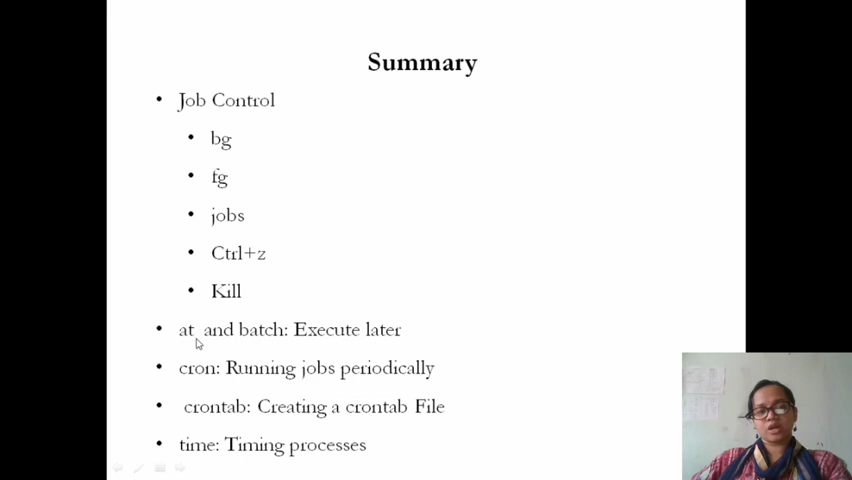 Summary
• Job Control
• bg
• fg
• jobs
• Ctrl+z
• Kill
• at and batch: Execute later
• cron: Running jobs periodically
• crontab: Creating a crontab File
• time: Timing processes